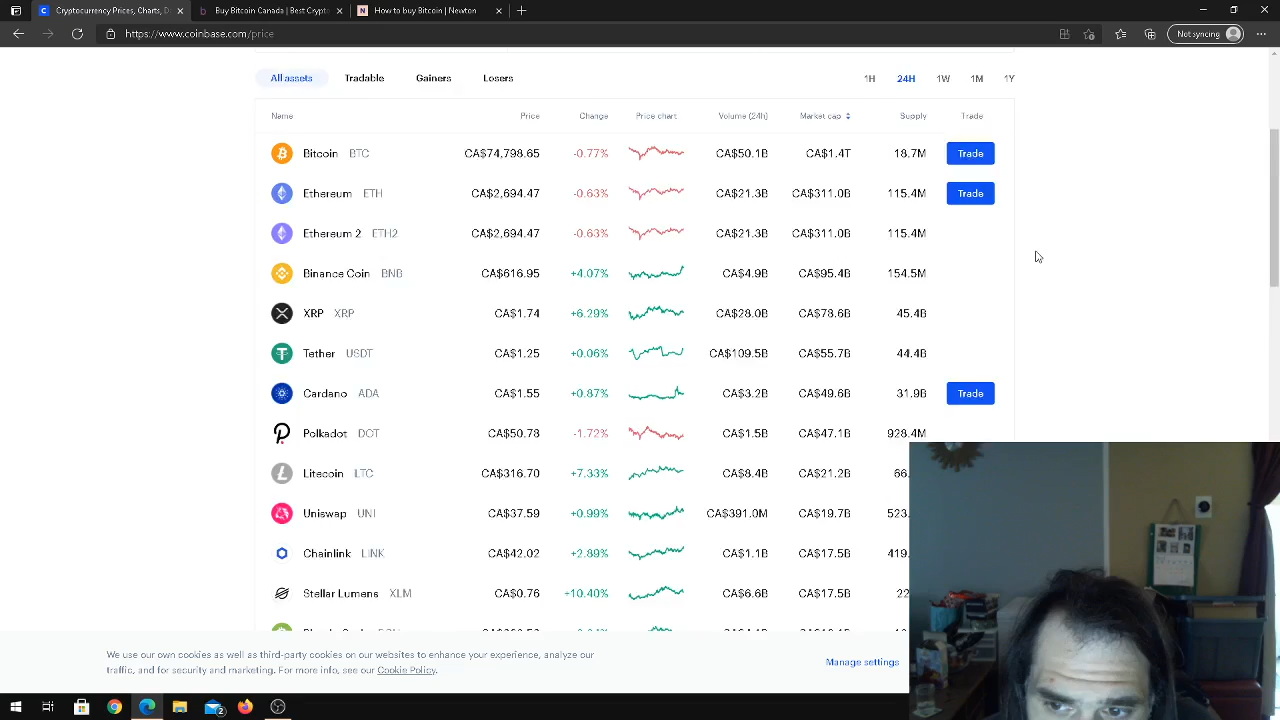 Cryptocurrency Prices, Charts, D
Buy Bitcoin Canada | Best Crypto
How to buy Bitcoin | Newton
https://www.coinbase.com/price
Not syncing
All assets Tradable Gainers Losers 1H 24H 1W 1M 1Y
Name Price Change Price chart Volume (24h) Market cap Supply Trade
Bitcoin BTC CA$74,798.65 -0.77% CA$50.1B CA$1.4T 18.7M Trade
Ethereum ETH CA$2,694.47 -0.63% CA$21.3B CA$311.0B 115.4M Trade
Ethereum 2 ETH2 CA$2,694.47 -0.63% CA$21.3B CA$311.0B 115.4M
Binance Coin BNB CA$616.95 +4.07% CA$4.9B CA$95.4B 154.5M
XRP XRP CA$1.74 +6.29% CA$28.0B CA$78.6B 45.4B
Tether USDT CA$1.25 +0.06% CA$109.5B CA$55.7B 44.4B
Cardano ADA CA$1.55 +0.87% CA$3.2B CA$49.6B 31.9B Trade
Polkadot DOT CA$50.78 -1.72% CA$1.5B CA$47.1B 928.4M
Litecoin LTC CA$316.70 +7.33% CA$8.4B CA$21.2B 66.
Uniswap UNI CA$37.59 +0.99% CA$391.0M CA$19.7B 523.
Chainlink LINK CA$42.02 +2.89% CA$1.1B CA$17.5B 419.
Stellar Lumens XLM CA$0.76 +10.40% CA$6.6B CA$17.5B 22
We use our own cookies as well as third-party cookies on our websites to enhance your experience, analyze our
traffic, and for security and marketing. For more info, see our Cookie Policy.
Manage settings
2